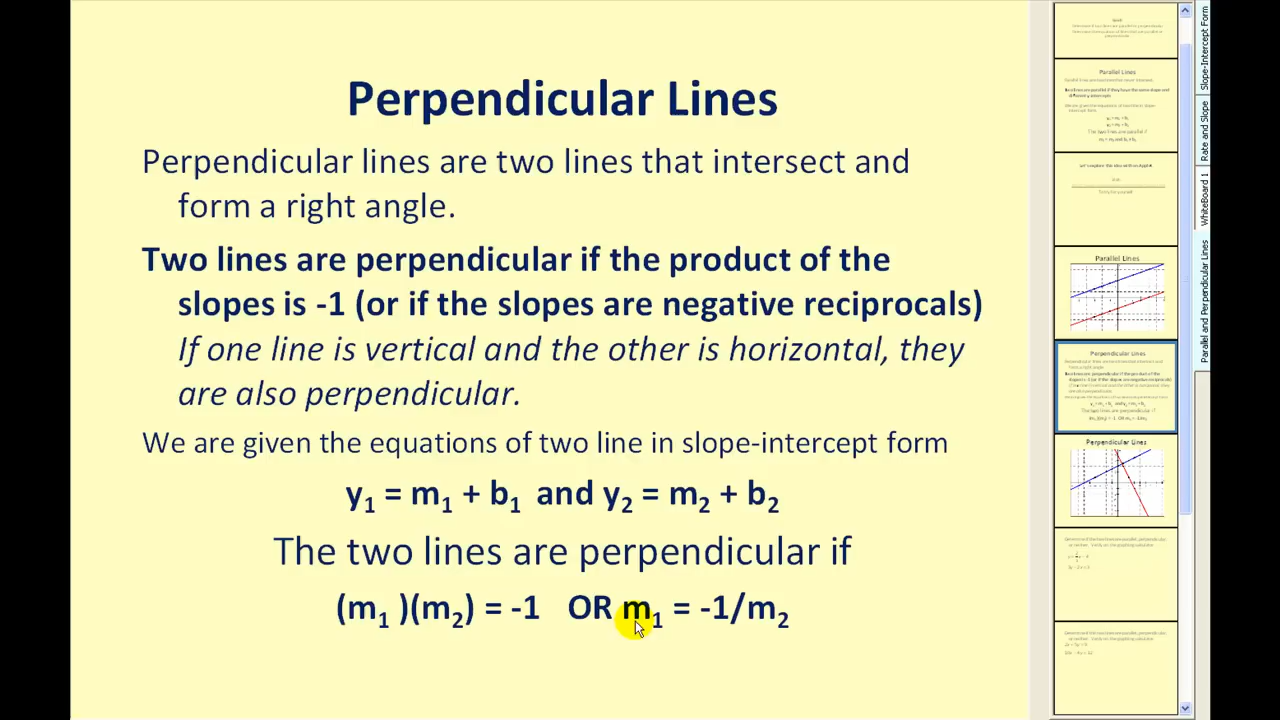 Perpendicular Lines
Perpendicular lines are two lines that intersect and
form a right angle.
Two lines are perpendicular if the product of the
slopes is -1 (or if the slopes are negative reciprocals)
If one line is vertical and the other is horizontal, they
are also perpendicular.
We are given the equations of two line in slope-intercept form
y₁ = m₁ + b₁ and y₂ = m₂ + b₂
The two lines are perpendicular if
(m₁ )(m₂) = -1 OR m₁ = -1/m₂
Parallel Lines
Parallel Lines
Perpendicular Lines
Perpendicular Lines
Slope-Intercept Form
Rate and Slope
WhiteBoard 1
Parallel and Perpendicular Lines